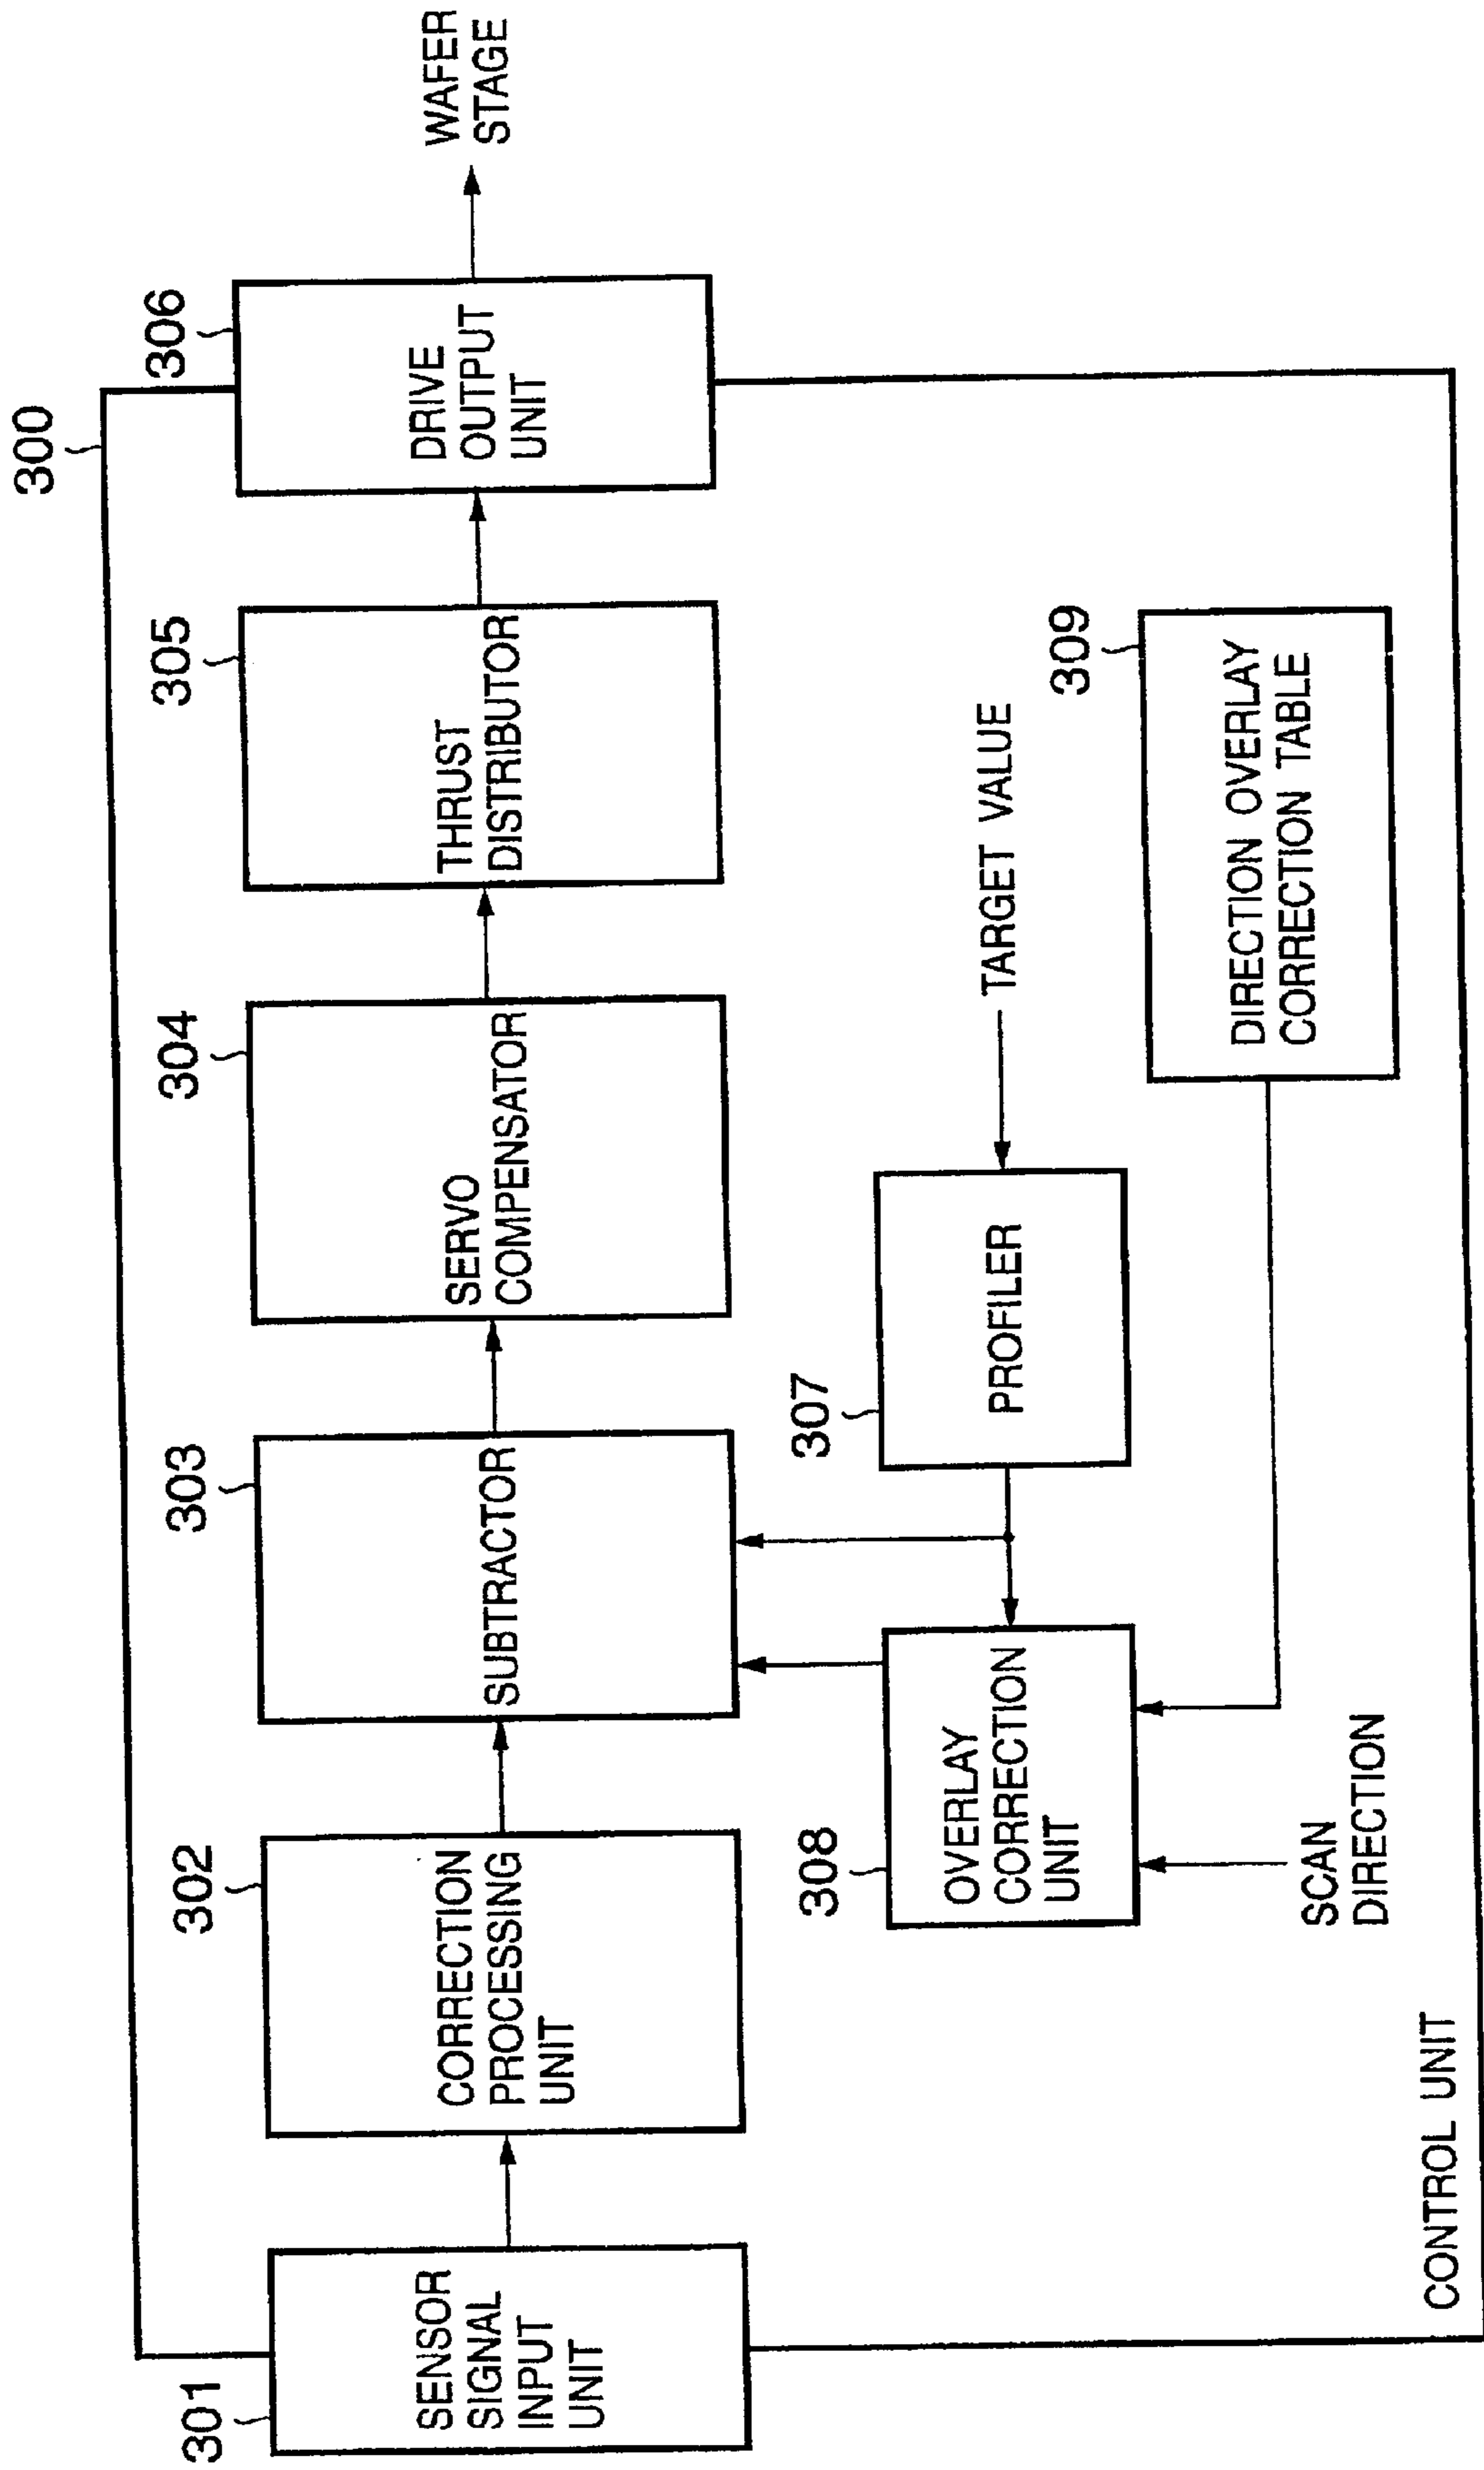 300
301
SENSOR
SIGNAL
INPUT
UNIT
302
CORRECTION
PROCESSING
UNIT
303
SUBTRACTOR
304
SERVO
COMPENSATOR
305
THRUST
DISTRIBUTOR
306
DRIVE
OUTPUT
UNIT
WAFER
STAGE
308
OVERLAY
CORRECTION
UNIT
307
PROFILER
TARGET VALUE
309
DIRECTION OVERLAY
CORRECTION TABLE
SCAN
DIRECTION
CONTROL UNIT